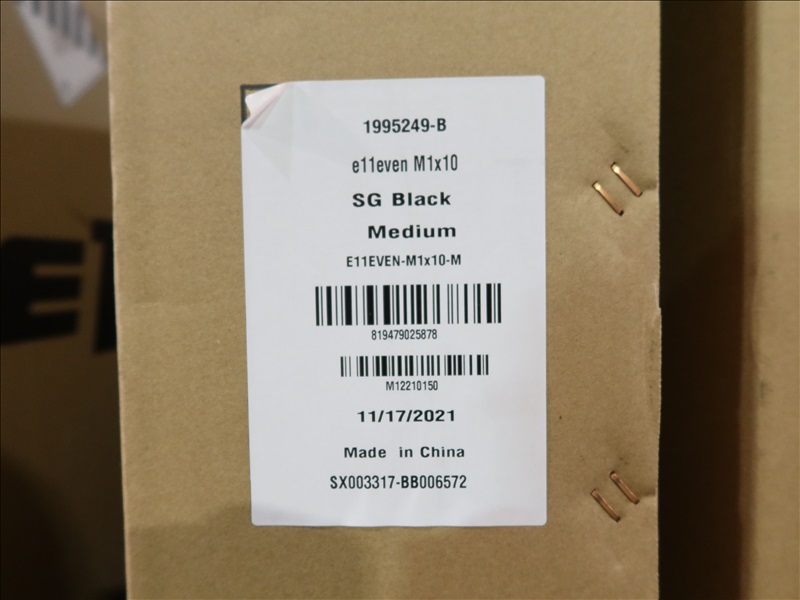 1995249-B
e11even M1x10
SG Black
Medium
E11EVEN-M1x10-M
819479025878
M12210150
11/17/2021
Made in China
SX003317-BB006572